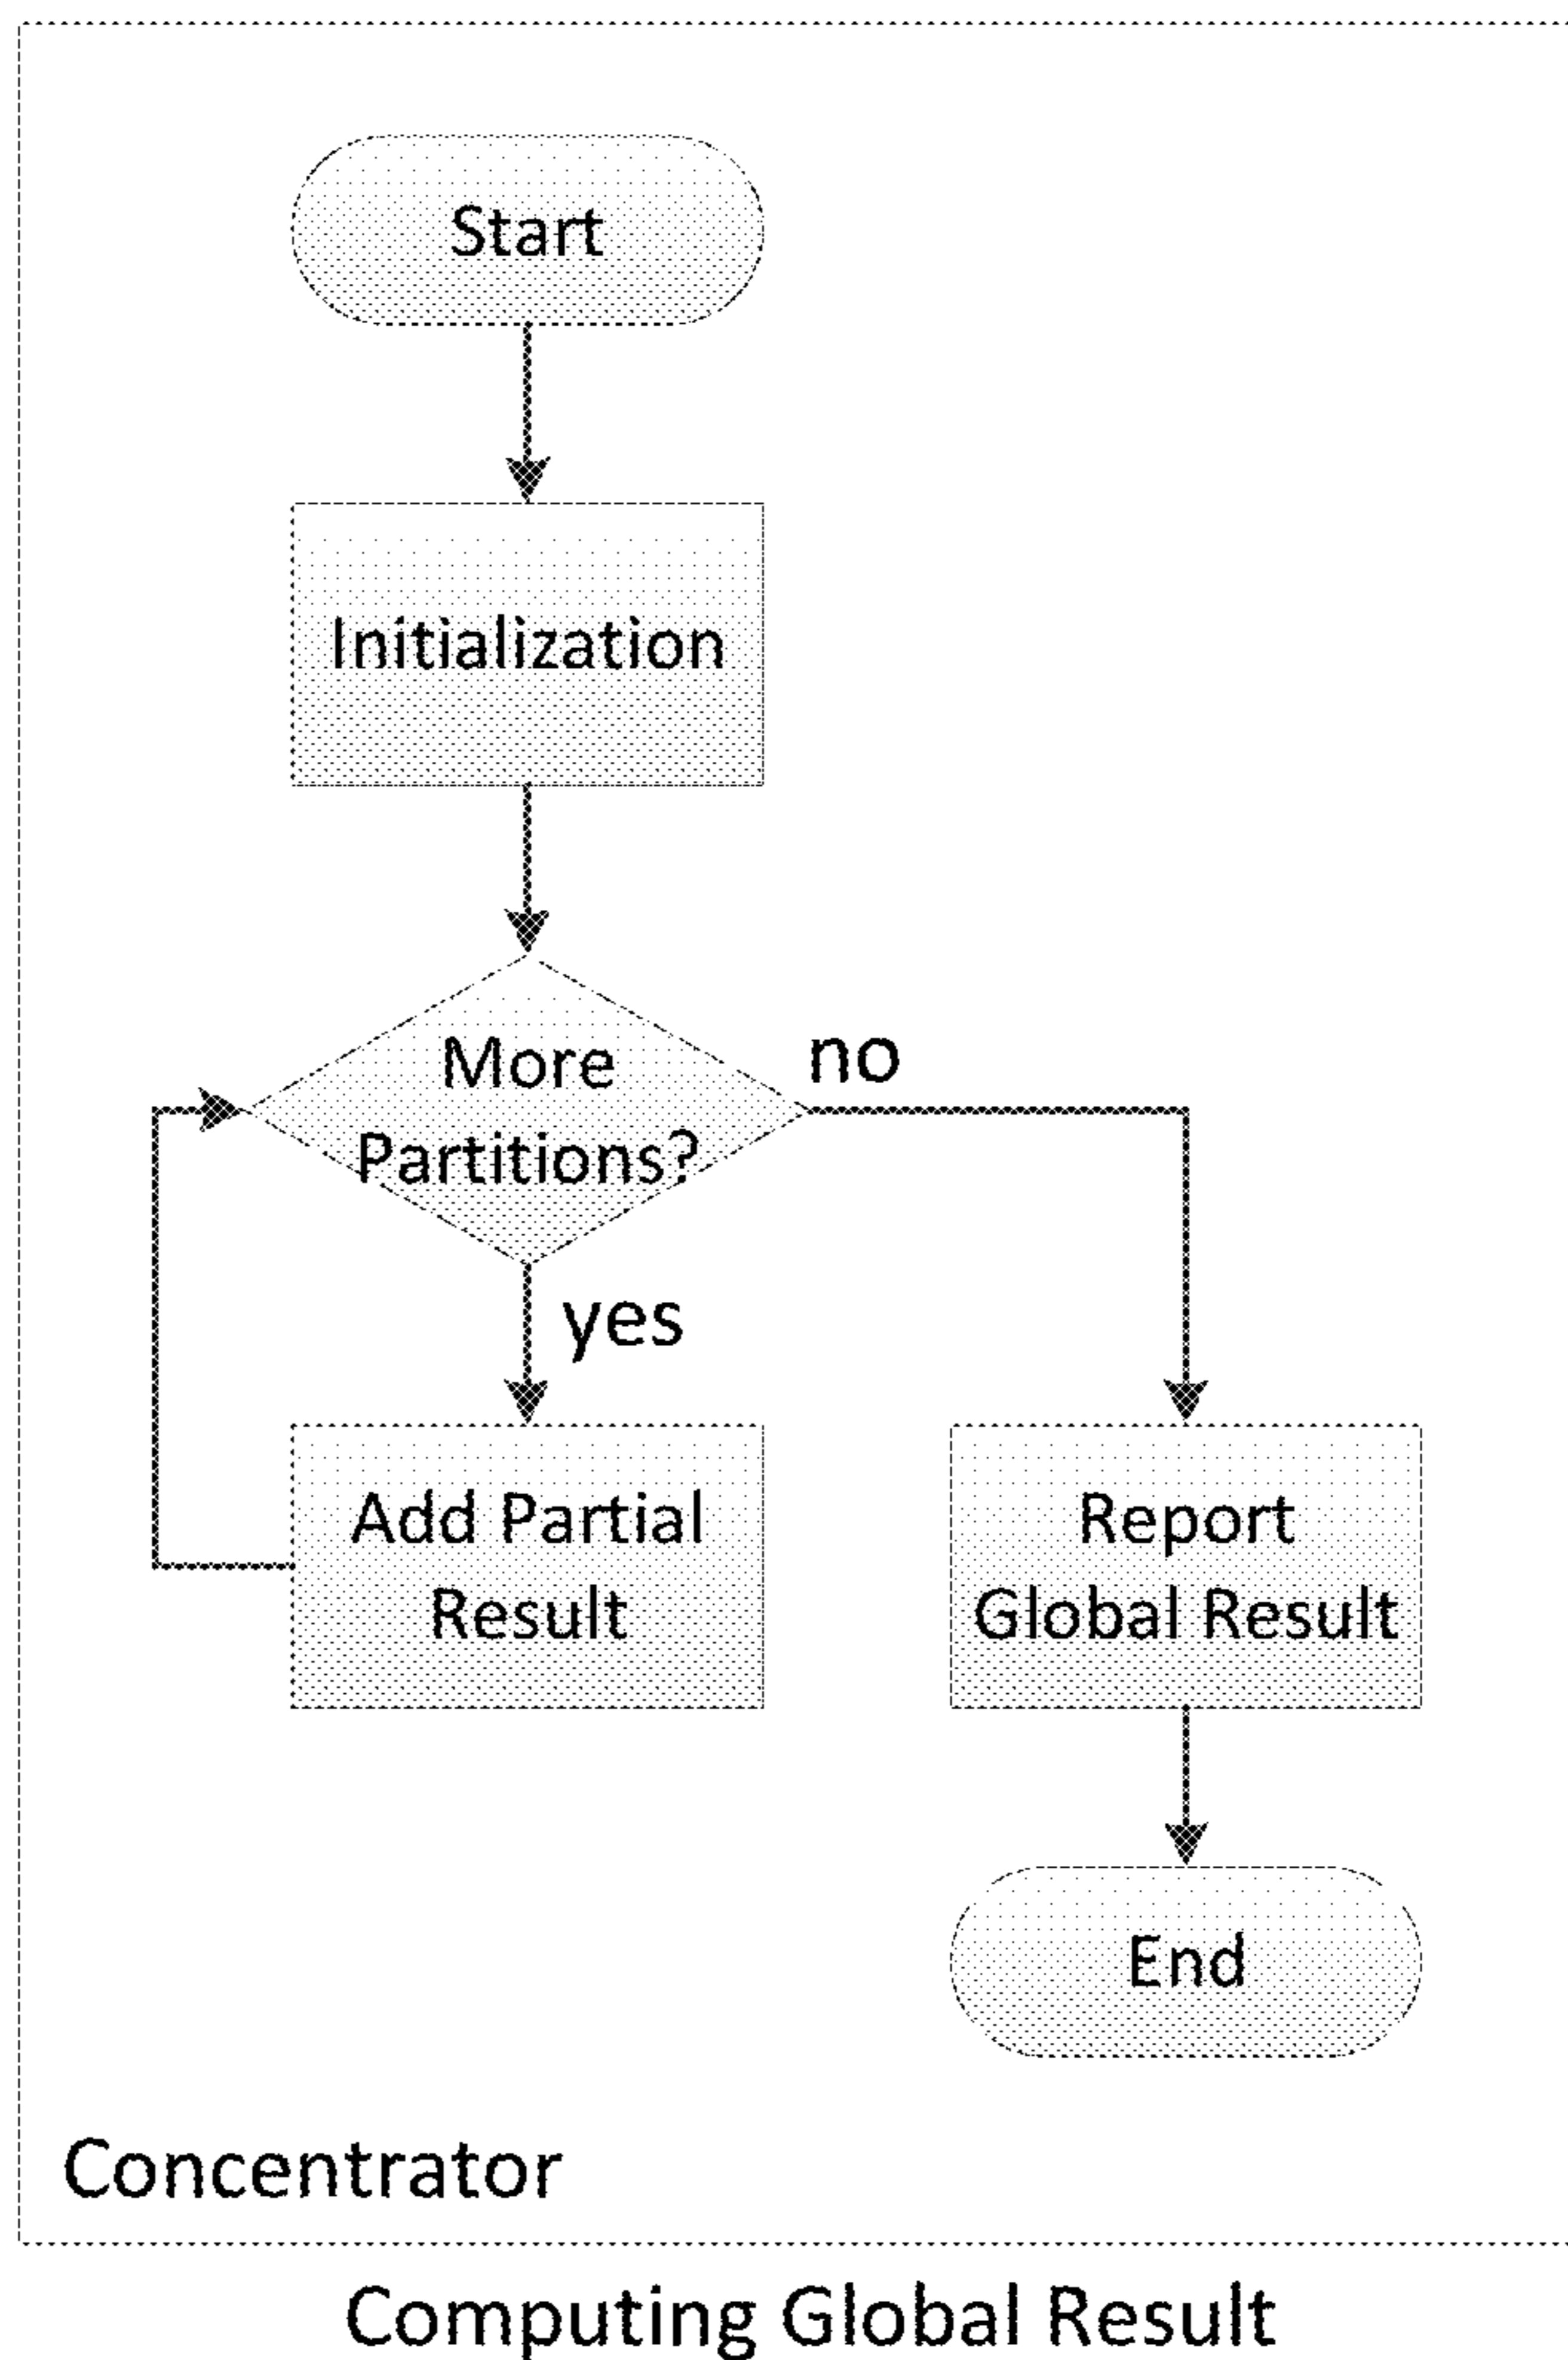 Start
Initialization
More
Partitions?
no
yes
Add Partial
Result
Report
Global Result
End
Concentrator
Computing Global Result